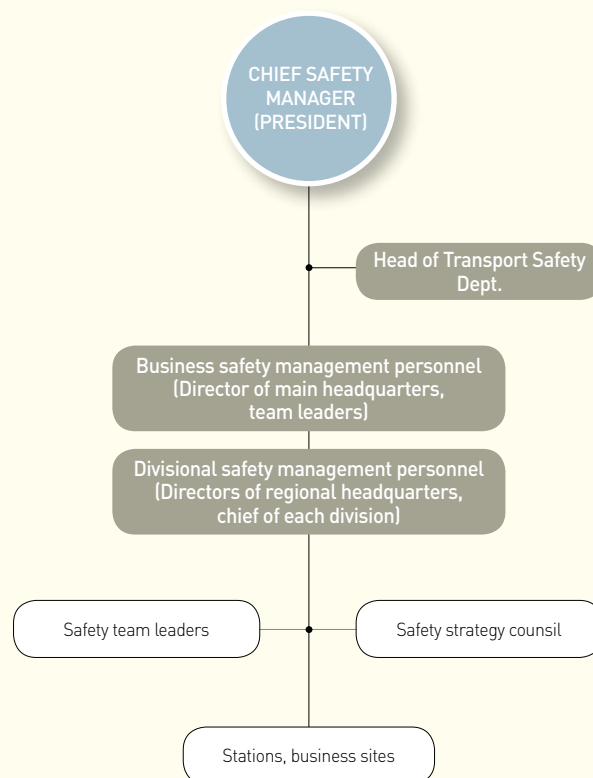 CHIEF SAFETY
MANAGER
(PRESIDENT)
Head of Transport Safety
Dept.
Business safety management personnel
(Director of main headquarters,
team leaders)
Divisional safety management personnel
(Directors of regional headquarters,
chief of each division)
Safety team leaders
Safety strategy counsil
Stations, business sites